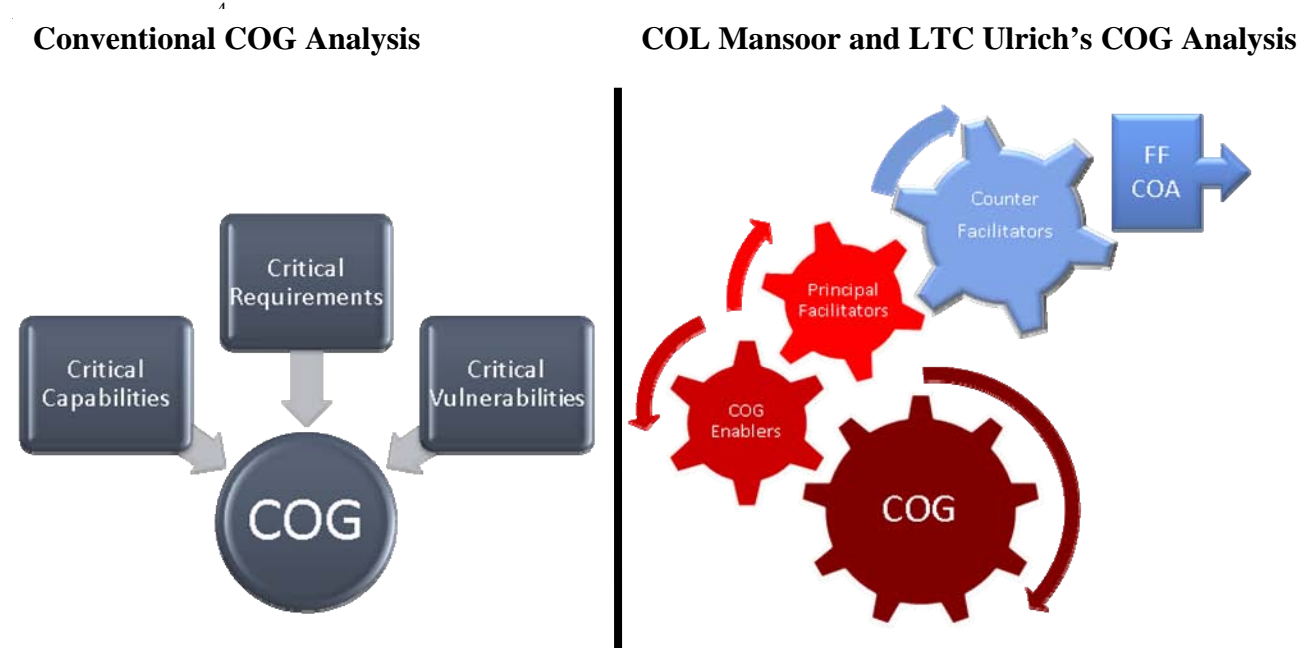 4
Conventional COG Analysis
Critical
Requirements
Critical
Capabilities
Critical
Vulnerabilities
COG
COL Mansoor and LTC Ulrich’s COG Analysis
FF
COA
Counter
Facilitators
Principal
Facilitators
COG
Enablers
COG